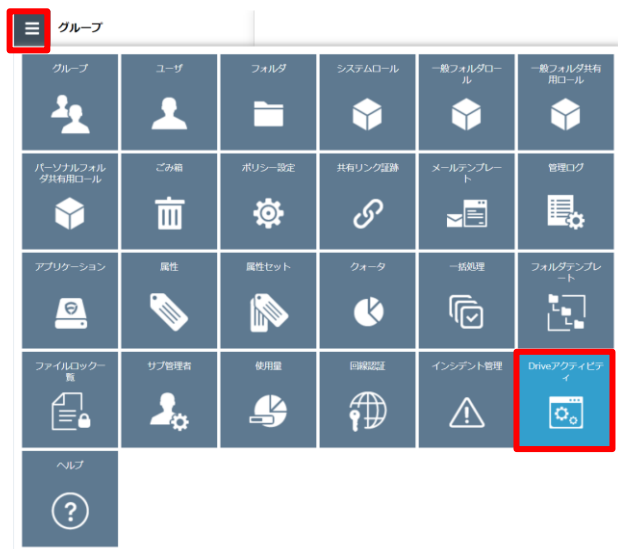 グループ
グループ
ユーザ
フォルダ
システムロール
一般フォルダロー
ル
一般フォルダ共有
用ロール
パーソナルフォル
ダ共有用ロール
ごみ箱
ポリシー設定
共有リンク証跡
メールテンプレー
ト
管理ログ
アプリケーション
属性
属性セット
クォータ
一括処理
フォルダテンプレ
ート
ファイルロック一
覧
サブ管理者
使用量
回線認証
インシデント管理
Driveアクティビテ
ィ
ヘルプ